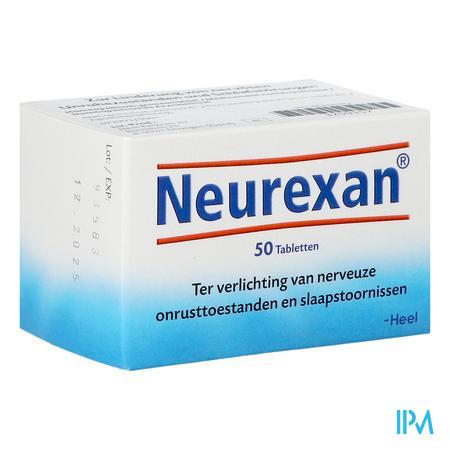 Neurexan®
50 Tabletten
Ter verlichting van nerveuze
onrusttoestanden en slaapstoornissen
-Heel
Lot: / EXP:
93583
12.2025
IPM